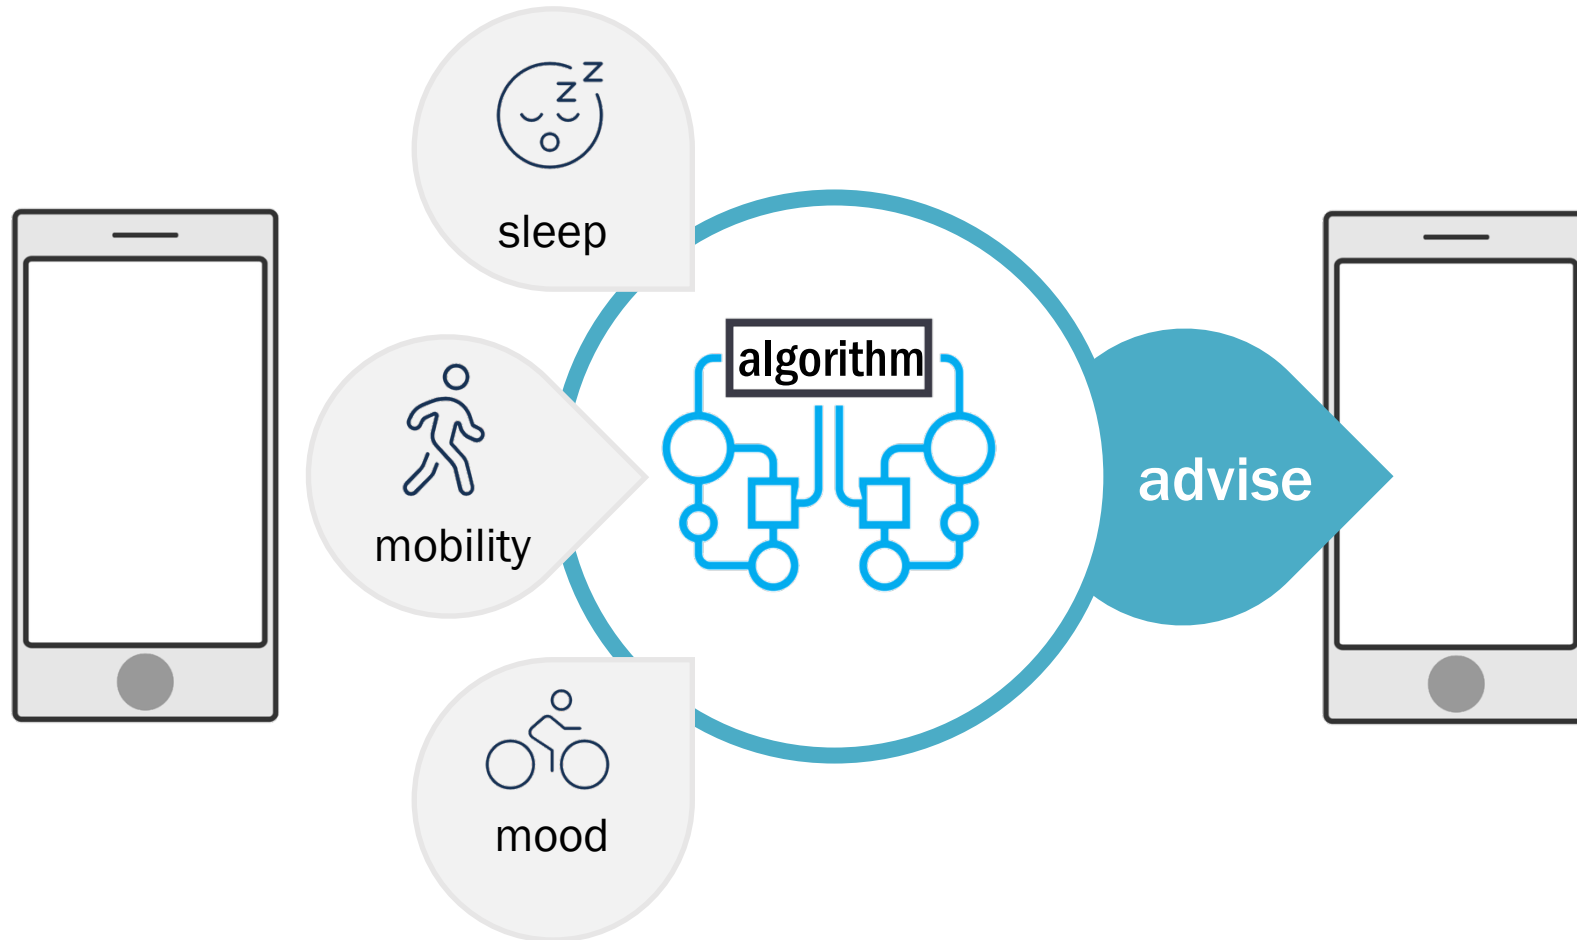 z z
sleep
mobility
mood
algorithm
advise